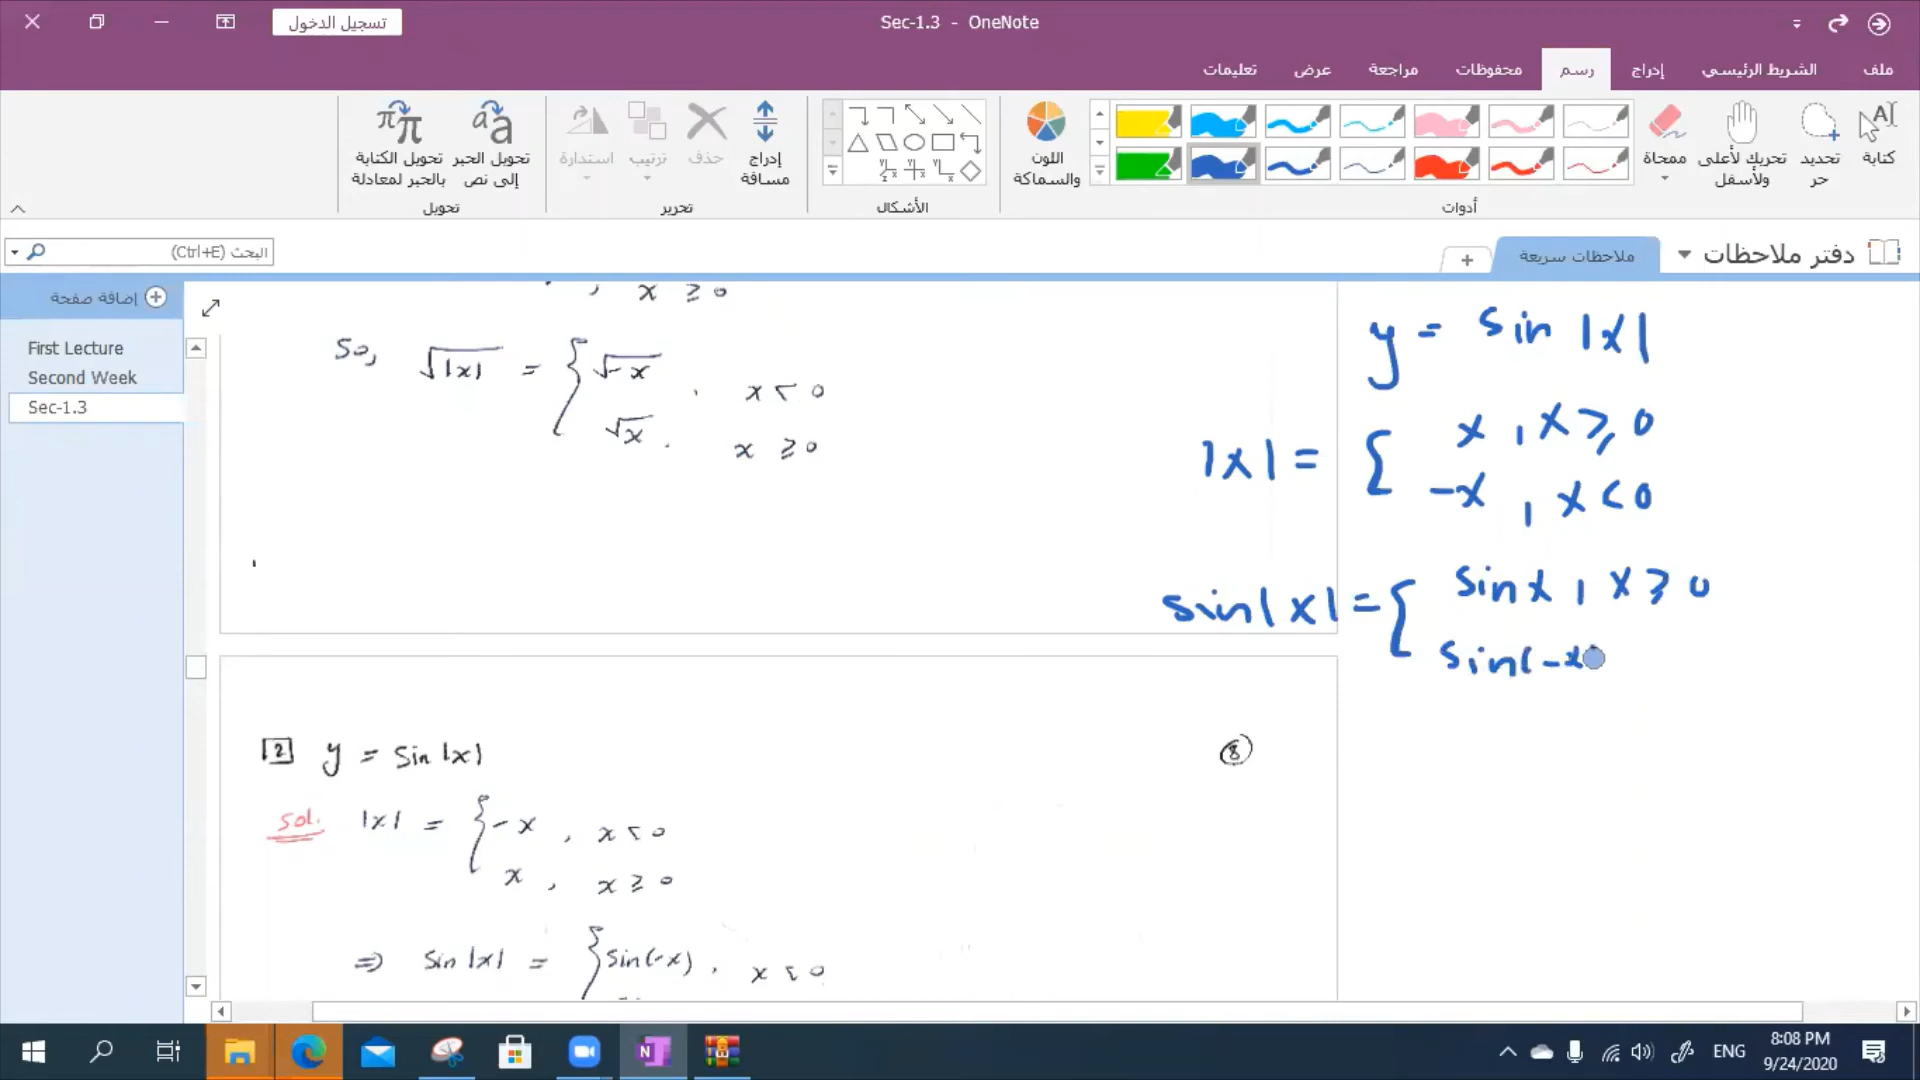 تسجيل الدخول
Sec-1.3 - OneNote
ملف الشريط الرئيسي إدراج رسم محفوظات مراجعة عرض تعليمات
كتابة
تحديد حر
تحريك لأعلى ولأسفل
ممحاة
أدوات
اللون والسماكة
الأشكال
إدراج مسافة
حذف
ترتيب
استدارة
تحرير
تحويل الحبر إلى نص
تحويل الكتابة بالحبر لمعادلة
تحويل
دفتر ملاحظات
ملاحظات سريعة
+
البحث (Ctrl+E)
إضافة صفحة
First Lecture
Second Week
Sec-1.3
, x ≥ 0
So, √|x| = { √-x , x < 0
√x , x ≥ 0
y = sin |x|
|x| = { x , x ≥ 0
-x , x < 0
sin|x| = { sin x , x ≥ 0
sin(-x
[2] y = sin |x|
8
Sol. |x| = { -x , x < 0
x , x ≥ 0
⇒ sin |x| = { sin(-x) , x < 0
ENG
8:08 PM
9/24/2020